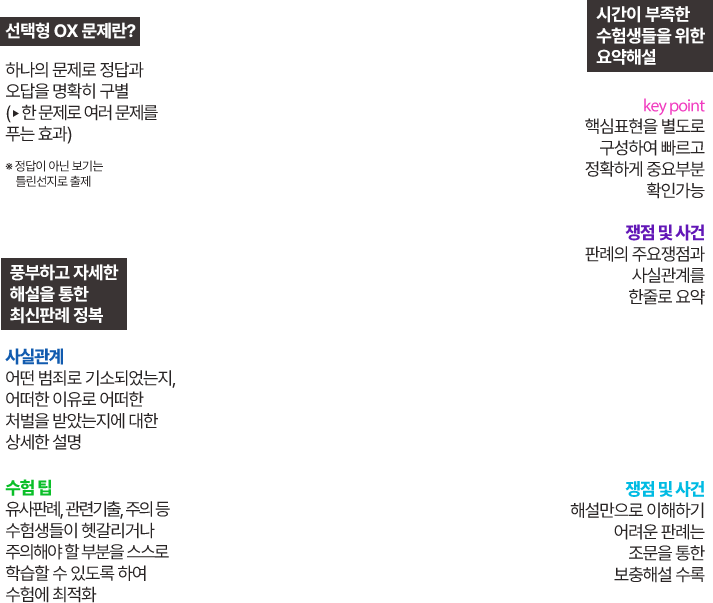 선택형 OX 문제란?
하나의 문제로 정답과
오답을 명확히 구별
(▶한 문제로 여러 문제를
푸는 효과)
※ 정답이 아닌 보기는
틀린선지로 출제
풍부하고 자세한
해설을 통한
최신판례 정복
사실관계
어떤 범죄로 기소되었는지,
어떠한 이유로 어떠한
처벌을 받았는지에 대한
상세한 설명
수험 팁
유사판례, 관련기출, 주의 등
수험생들이 헷갈리거나
주의해야 할 부분을 스스로
학습할 수 있도록 하여
수험에 최적화
시간이 부족한
수험생들을 위한
요약해설
key point
핵심표현을 별도로
구성하여 빠르고
정확하게 중요부분
확인가능
쟁점 및 사건
판례의 주요쟁점과
사실관계를
한줄로 요약
쟁점 및 사건
해설만으로 이해하기
어려운 판례는
조문을 통한
보충해설 수록